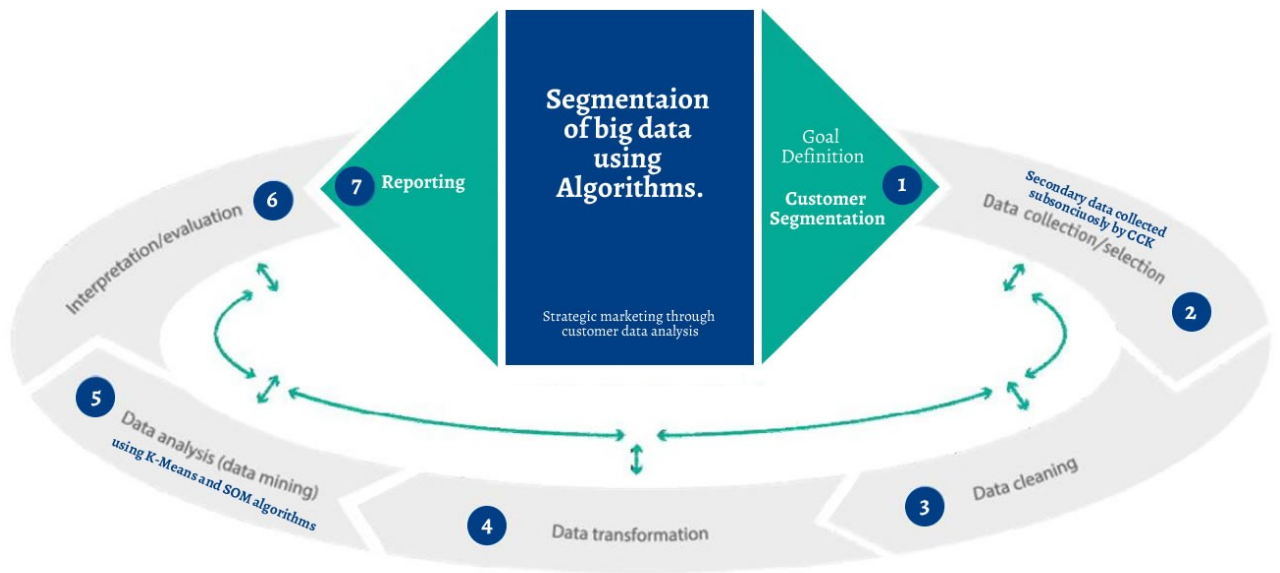 Segmentaion
of big data
using
Algorithms.
Strategic marketing through
customer data analysis
Goal
Definition
Customer
Segmentation
1
Secondary data collected
subsonciuosly by CCK
Data collection/selection
2
3
Data cleaning
4
Data transformation
5
Data analysis (data mining)
using K-Means and SOM algorithms
6
Interpretation/evaluation
7
Reporting